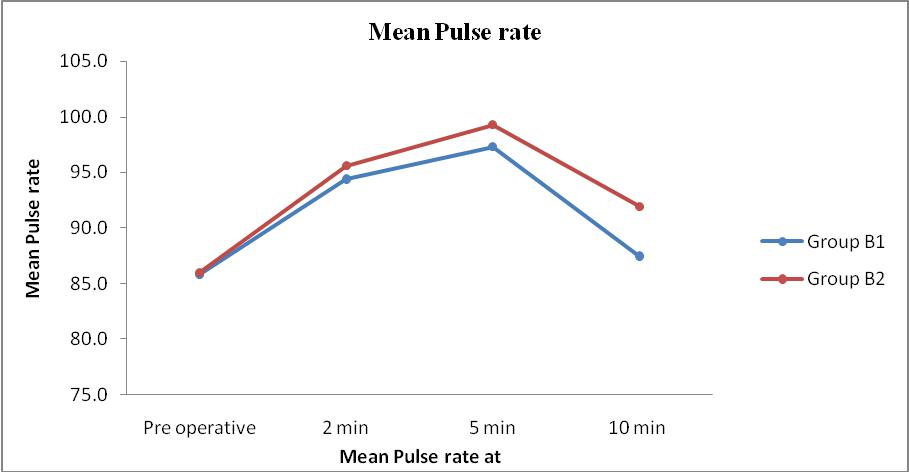 Mean Pulse rate
105.0
100.0
95.0
90.0
85.0
80.0
75.0
Mean Pulse rate
Pre operative
2 min
5 min
10 min
Mean Pulse rate at
Group B1
Group B2